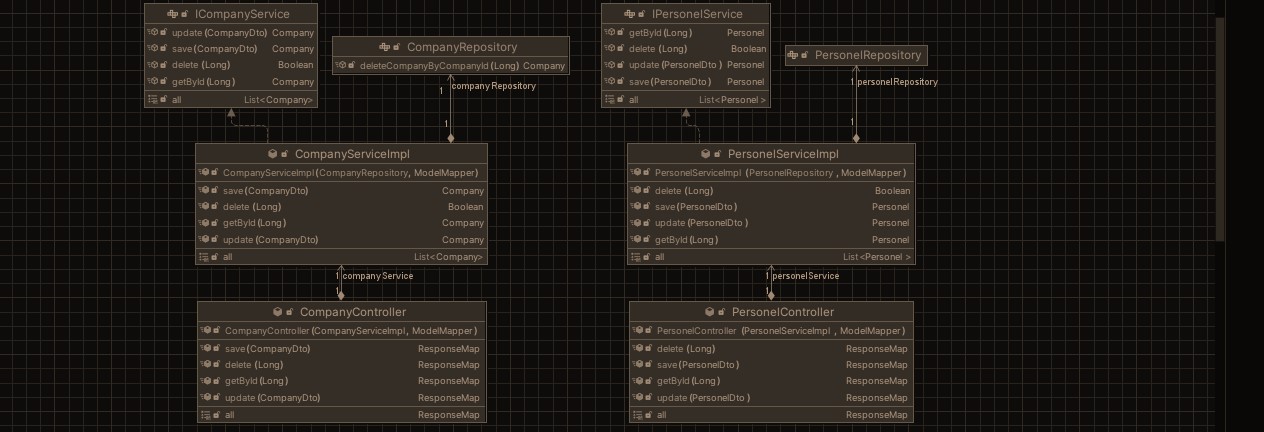 ICompanyService
update(CompanyDto) Company
save(CompanyDto) Company
delete (Long) Boolean
getById(Long) Company
all List<Company>
CompanyRepository
deleteCompanyByCompanyId(Long) Company
1 companyRepository
1
CompanyServiceImpl
CompanyServiceImpl(CompanyRepository, ModelMapper)
save(CompanyDto) Company
delete (Long) Boolean
getById(Long) Company
update(CompanyDto) Company
all List<Company>
1 companyService
1
CompanyController
CompanyController(CompanyServiceImpl, ModelMapper)
save(CompanyDto) ResponseMap
delete (Long) ResponseMap
getById(Long) ResponseMap
update(CompanyDto) ResponseMap
all ResponseMap
IPersonelService
getById(Long) Personel
delete (Long) Boolean
update(PersonelDto ) Personel
save(PersonelDto ) Personel
all List<Personel >
PersonelRepository
1 personelRepository
1
PersonelServiceImpl
PersonelServiceImpl (PersonelRepository , ModelMapper)
delete (Long) Boolean
save(PersonelDto ) Personel
update (PersonelDto ) Personel
getById(Long) Personel
all List<Personel >
1 personelService
1
PersonelController
PersonelController (PersonelServiceImpl , ModelMapper)
delete (Long) ResponseMap
save(PersonelDto ) ResponseMap
getById(Long) ResponseMap
update (PersonelDto ) ResponseMap
all ResponseMap